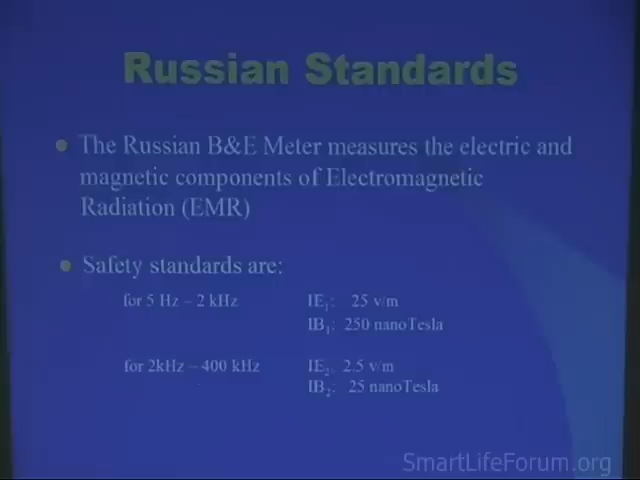 Russian Standards
The Russian B&E Meter measures the electric and
magnetic components of Electromagnetic
Radiation (EMR)
Safety standards are:
for 5 Hz – 2 kHz IE₁: 25 v/m
IB₁: 250 nanoTesla
for 2kHz – 400 kHz IE₂: 2.5 v/m
IB₂: 25 nanoTesla
SmartLifeForum.org